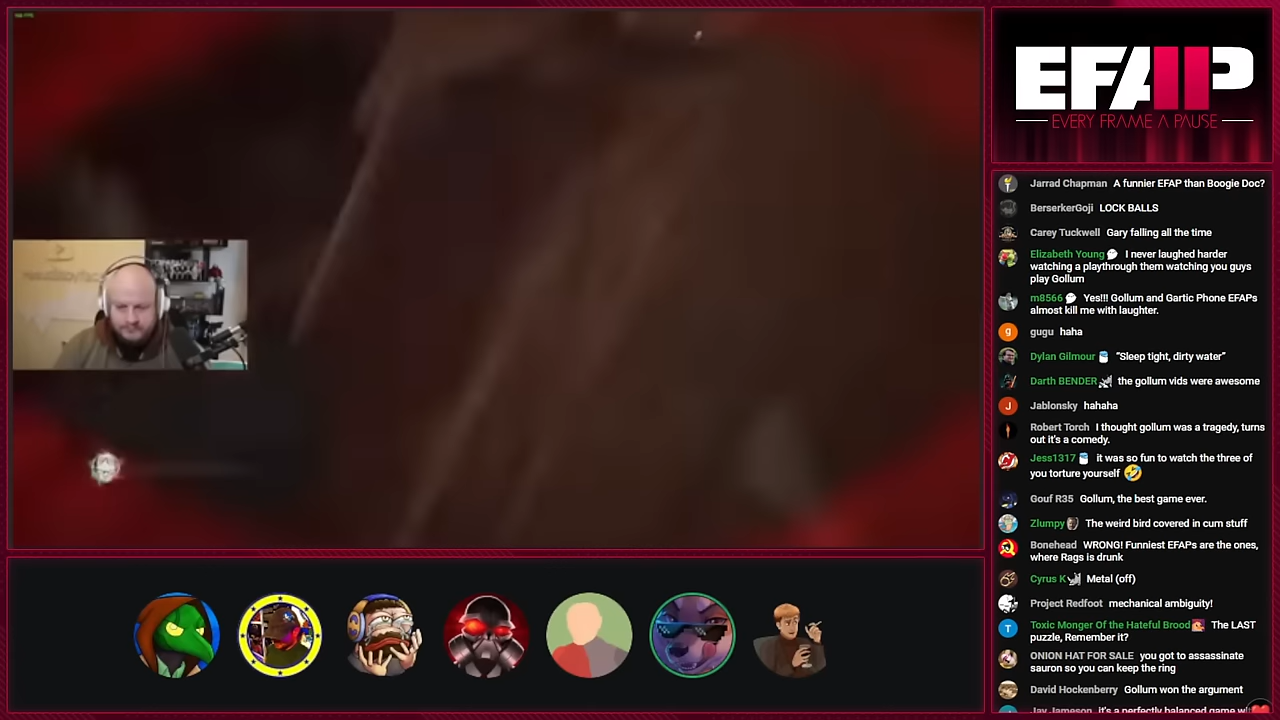 EFAP
EVERY FRAME A PAUSE
Jarrad Chapman A funnier EFAP than Boogie Doc?
BerserkerGoji LOCK BALLS
Carey Tuckwell Gary falling all the time
Elizabeth Young I never laughed harder
watching a playthrough them watching you guys
play Gollum
m8566 Yes!!! Gollum and Gartic Phone EFAPs
almost kill me with laughter.
g
gugu haha
Dylan Gilmour “Sleep tight, dirty water”
Darth BENDER the gollum vids were awesome
J
Jablonsky hahaha
Robert Torch I thought gollum was a tragedy, turns
out it's a comedy.
Jess1317 it was so fun to watch the three of
you torture yourself 🤣
Gouf R35 Gollum, the best game ever.
Zlumpy The weird bird covered in cum stuff
Bonehead WRONG! Funniest EFAPs are the ones,
where Rags is drunk
Cyrus K Metal (off)
Project Redfoot mechanical ambiguity!
T
Toxic Monger Of the Hateful Brood The LAST
puzzle, Remember it?
ONION HAT FOR SALE you got to assassinate
sauron so you can keep the ring
David Hockenberry Gollum won the argument
Jay Jameson it's a perfectly balanced game